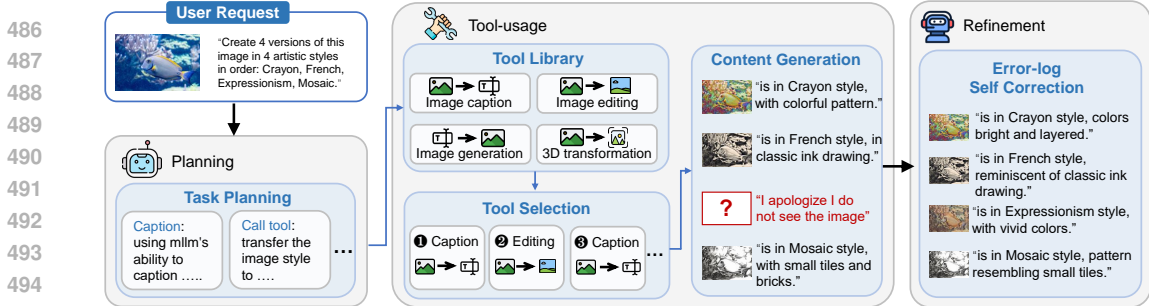 486
487
488
489
490
491
492
493
494
User Request
“Create 4 versions of this
image in 4 artistic styles
in order: Crayon, French,
Expressionism, Mosaic.”
Planning
Task Planning
Caption:
using mllm's
ability to
caption …..
Call tool:
transfer the
image style
to ….
...
Tool-usage
Tool Library
Image caption
Image editing
Image generation
3D transformation
Tool Selection
❶ Caption
❷ Editing
❸ Caption
...
Content Generation
“is in Crayon style,
with colorful pattern.”
“is in French style, in
classic ink drawing.”
?
“I apologize I do
not see the image”
“is in Mosaic style,
with small tiles and
bricks.”
Refinement
Error-log
Self Correction
“is in Crayon style, colors
bright and layered.”
“is in French style,
reminiscent of classic ink
drawing.”
“is in Expressionism style,
with vivid colors.”
“is in Mosaic style, pattern
resembling small tiles.”